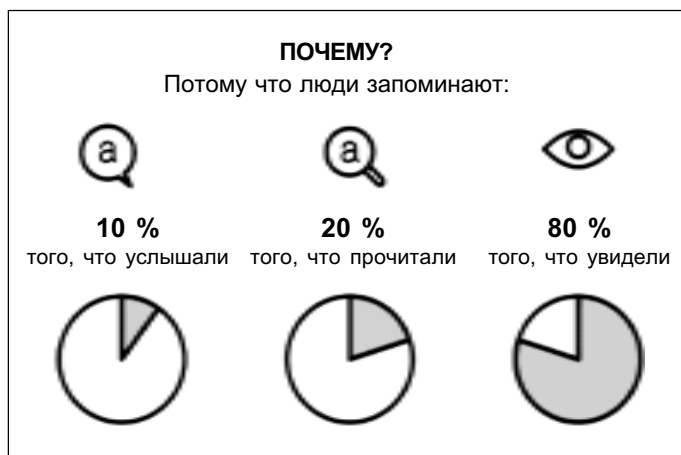 ПОЧЕМУ?
Потому что люди запоминают:
a
a
10 %
20 %
80 %
того, что услышали
того, что прочитали
того, что увидели